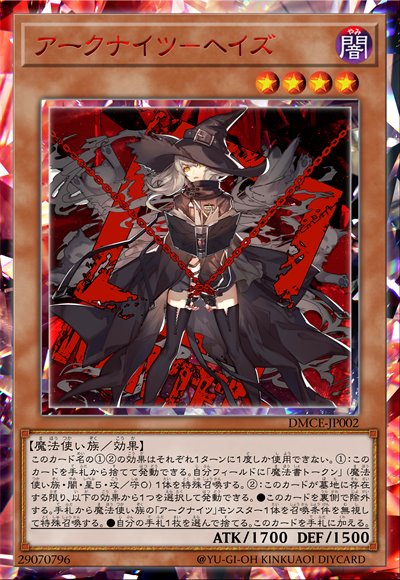 アークナイツーヘイズ
やみ
闇
DMCE-JP002
【魔法使い族／効果】
このカード名の①②の効果はそれぞれ1ターンに1度しか使用できない。①:この
カードを手札から捨てて発動できる。自分フィールドに「魔法書トークン」(魔法
使い族・闇・星5・攻／守0)1体を特殊召喚する。②:このカードが墓地に存在
する限り、以下の効果から1つを選択して発動できる。●このカードを裏側で除外
する。手札から楽属の「アークナイツ」モンスター1体を召喚条件を無視し
て特殊召喚する。●自分の手札1枚を選んで捨てる。このカードを手札に加える。
ATK/1700 DEF/1500
29070796
@YU-GI-OH KINKUAOI DIYCARD